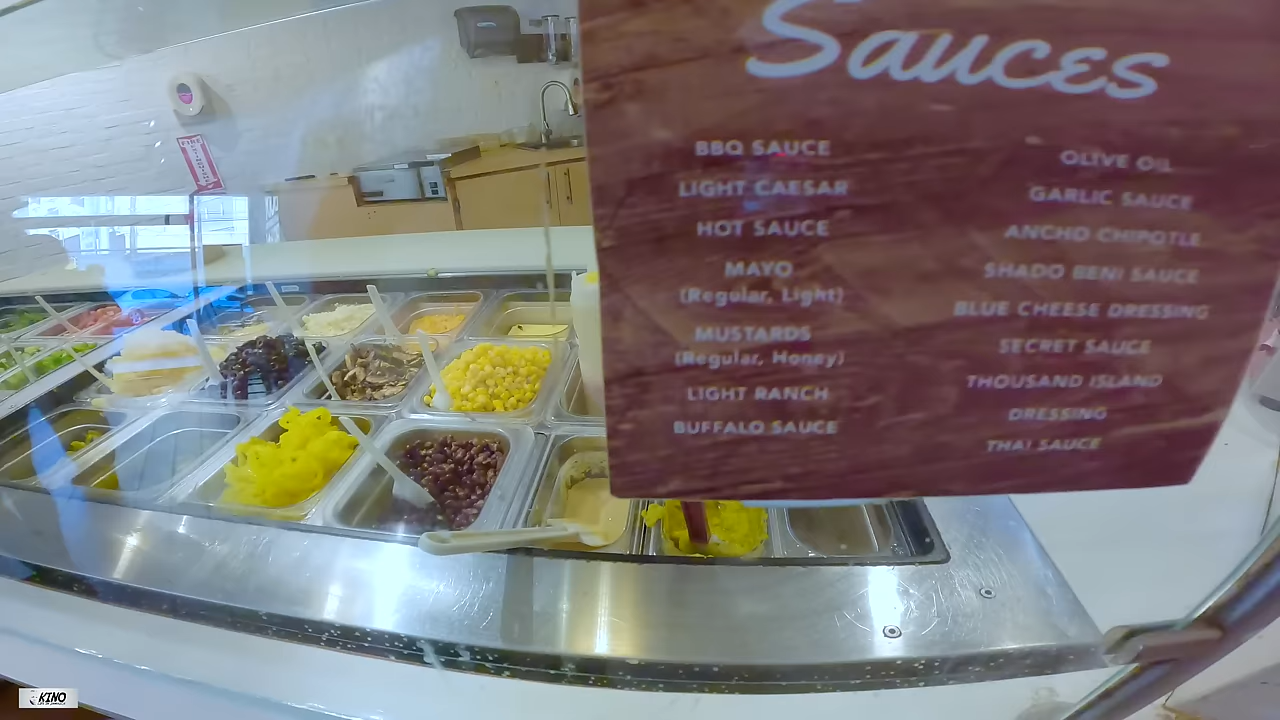 Sauces
BBQ SAUCE
LIGHT CAESAR
HOT SAUCE
MAYO
(Regular, Light)
MUSTARDS
(Regular, Honey)
LIGHT RANCH
BUFFALO SAUCE
OLIVE OIL
GARLIC SAUCE
ANCHO CHIPOTLE
SHADO BENI SAUCE
BLUE CHEESE DRESSING
SECRET SAUCE
THOUSAND ISLAND
DRESSING
THAI SAUCE
FIRE
KINO